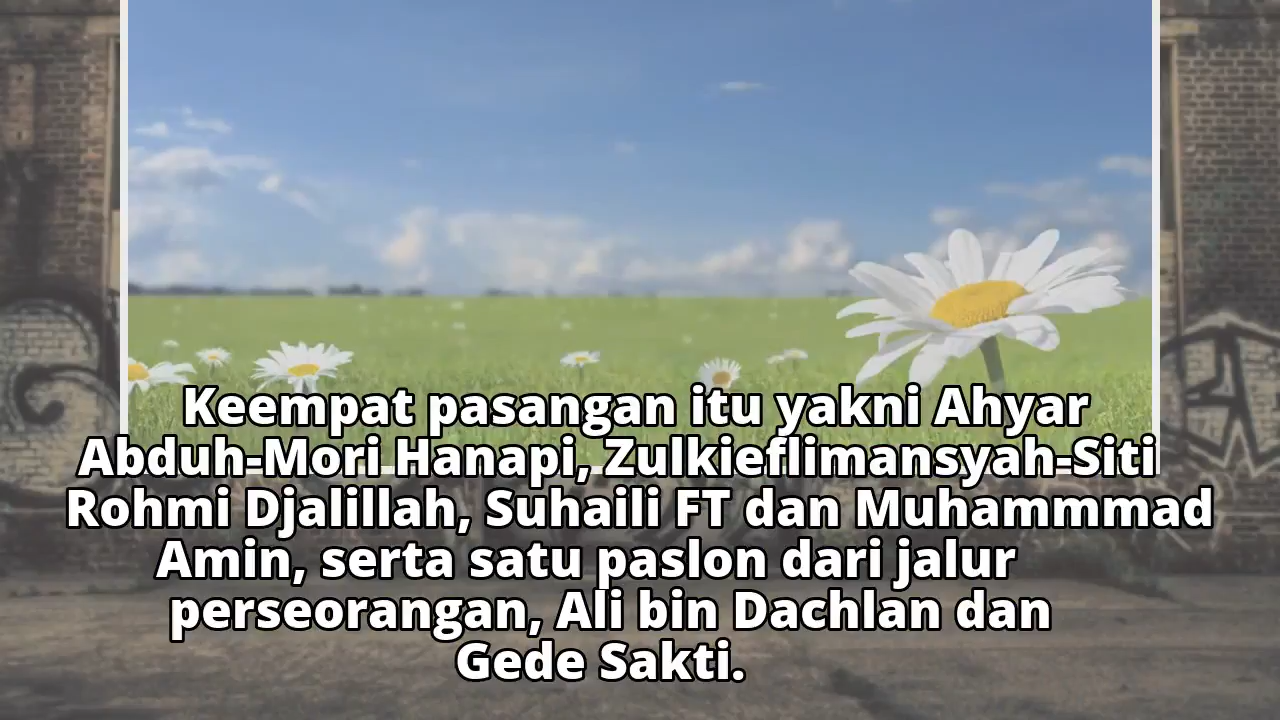 Keempat pasangan itu yakni Ahyar
Abduh-Mori Hanapi, Zulkieflimansyah-Siti
Rohmi Djalillah, Suhaili FT dan Muhammmad
Amin, serta satu paslon dari jalur
perseorangan, Ali bin Dachlan dan
Gede Sakti.